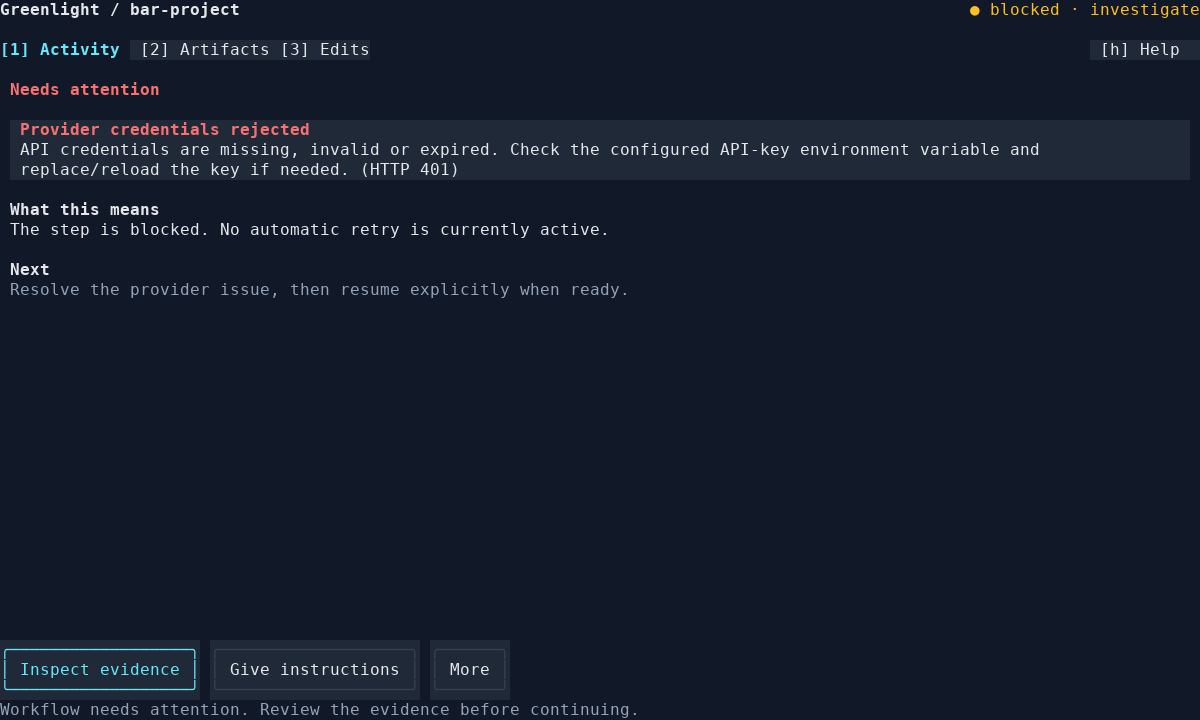 Greenlight / bar-project ● blocked · investigate
[1] Activity [2] Artifacts [3] Edits [h] Help
Needs attention
Provider credentials rejected
API credentials are missing, invalid or expired. Check the configured API-key environment variable and
replace/reload the key if needed. (HTTP 401)
What this means
The step is blocked. No automatic retry is currently active.
Next
Resolve the provider issue, then resume explicitly when ready.
Inspect evidence Give instructions More
Workflow needs attention. Review the evidence before continuing.